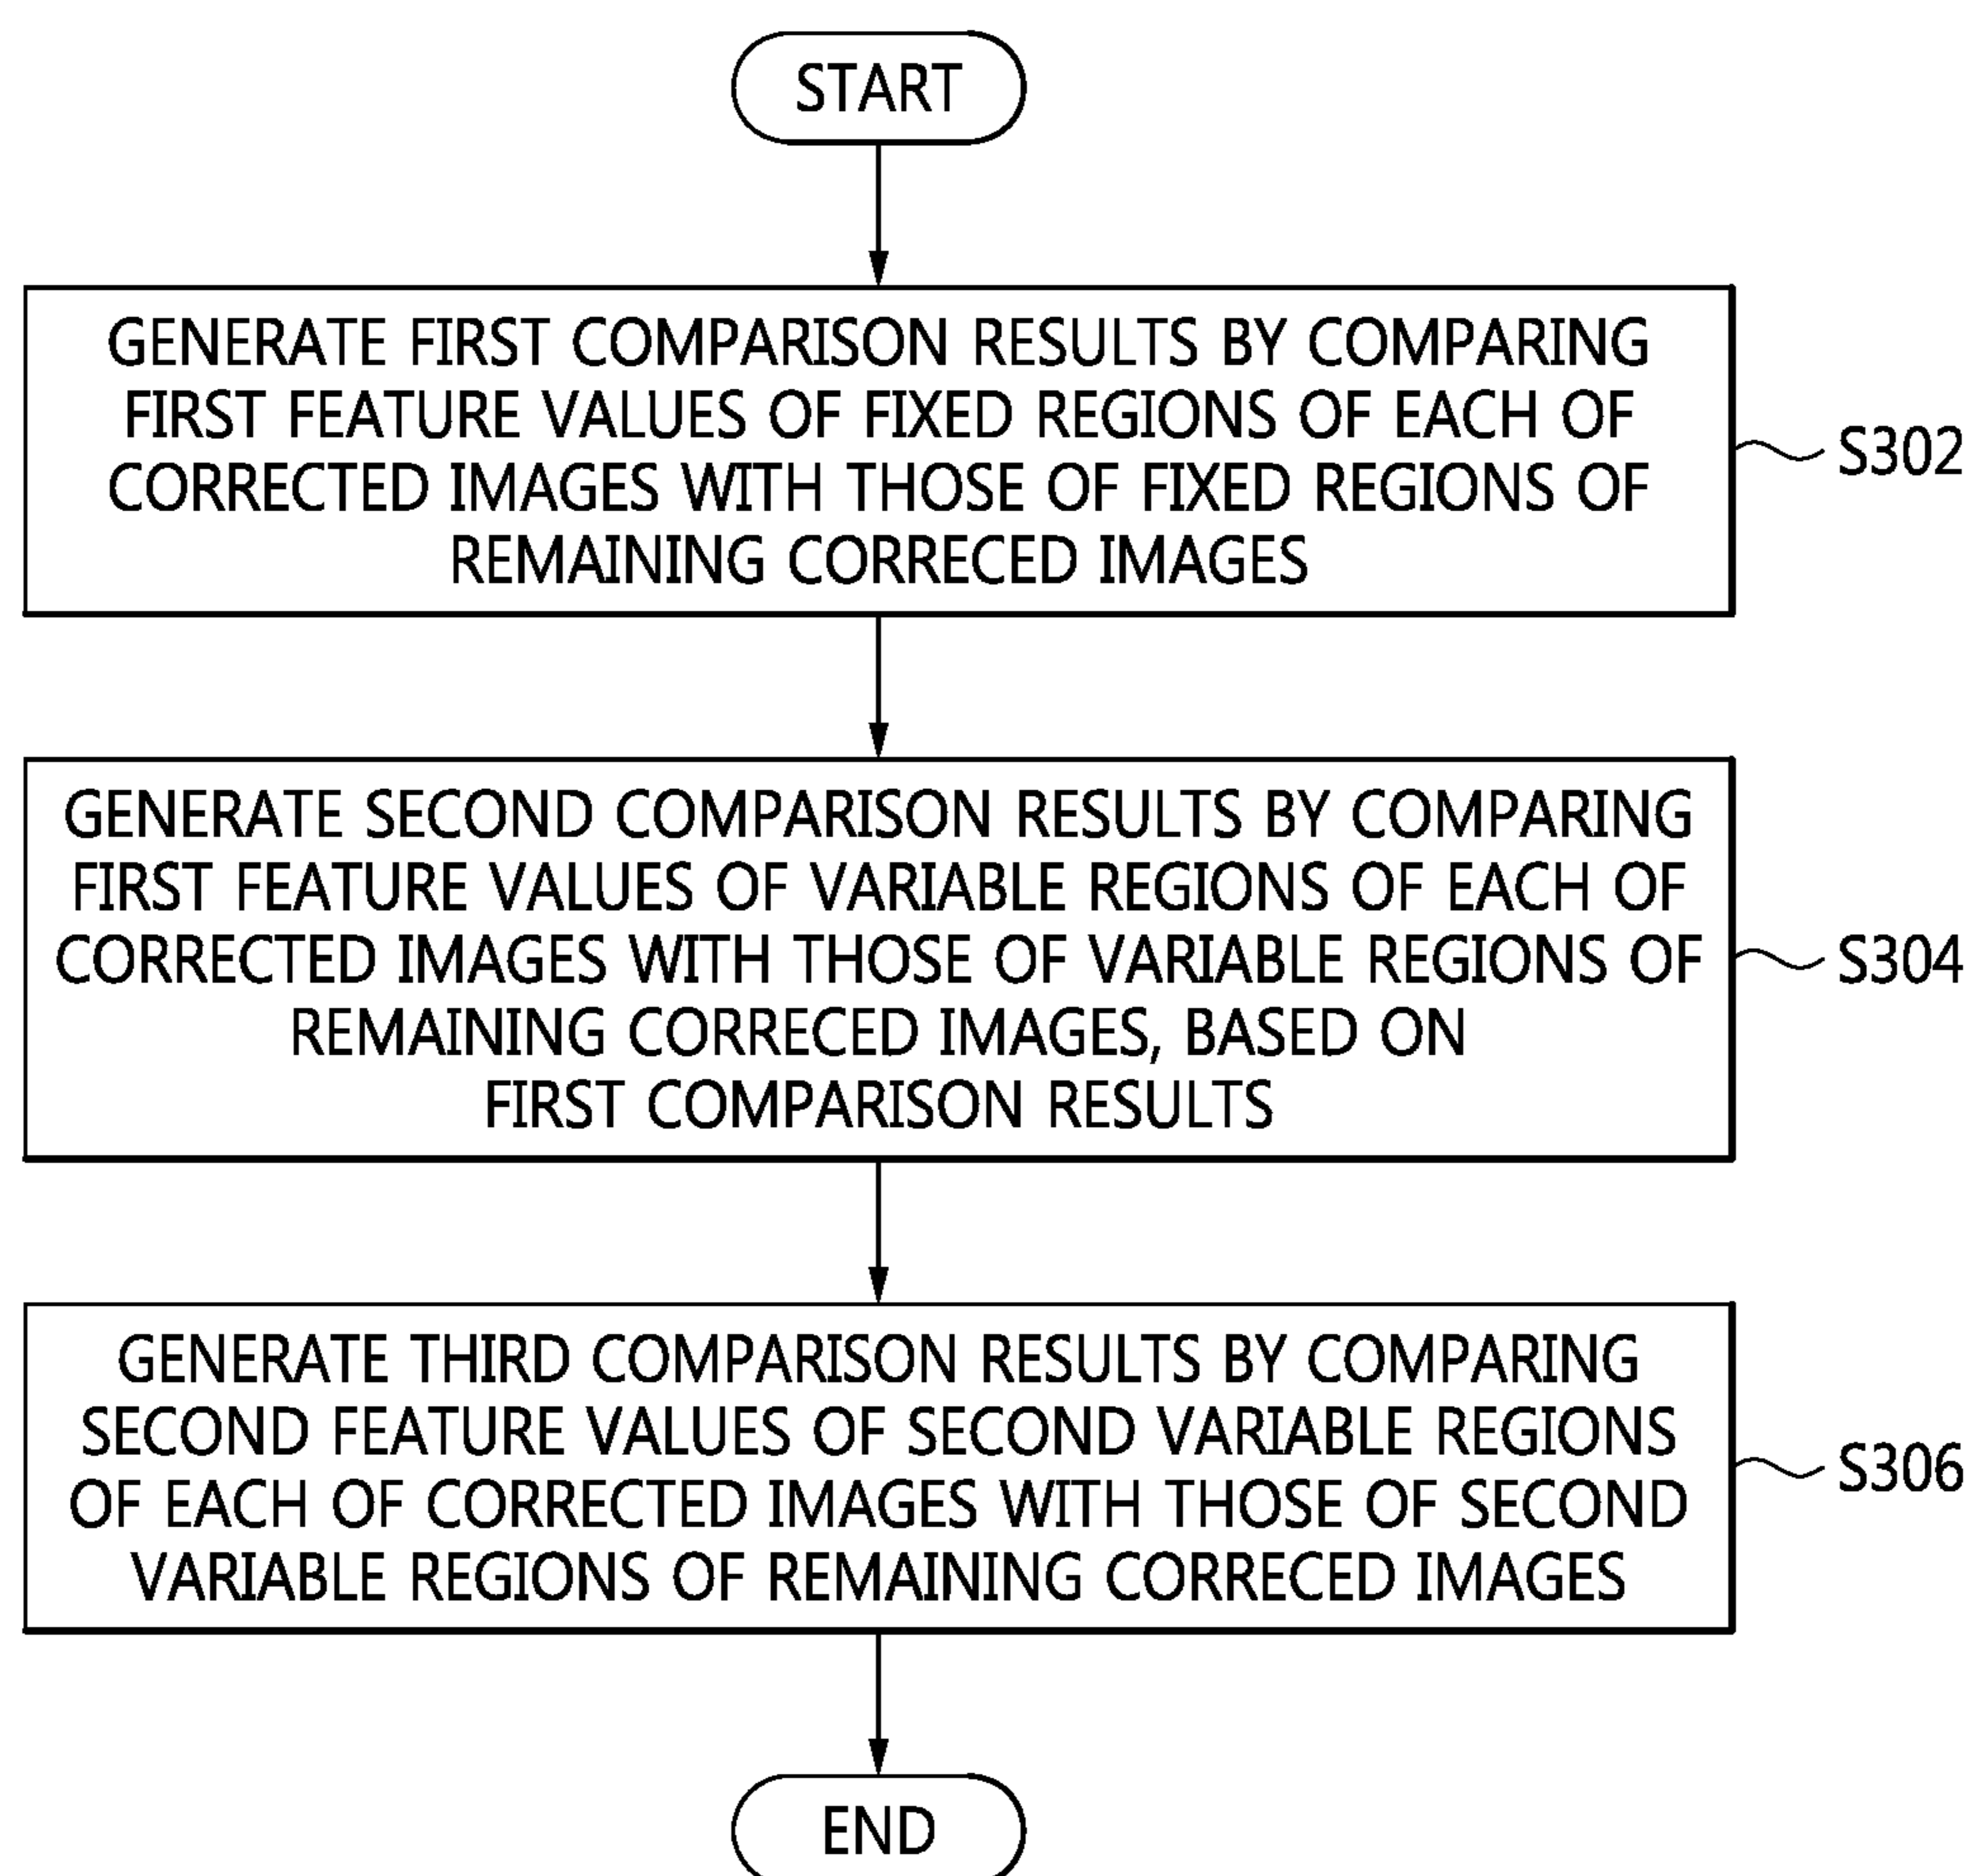 START
GENERATE FIRST COMPARISON RESULTS BY COMPARING
FIRST FEATURE VALUES OF FIXED REGIONS OF EACH OF
CORRECTED IMAGES WITH THOSE OF FIXED REGIONS OF
REMAINING CORRECED IMAGES
S302
GENERATE SECOND COMPARISON RESULTS BY COMPARING
FIRST FEATURE VALUES OF VARIABLE REGIONS OF EACH OF
CORRECTED IMAGES WITH THOSE OF VARIABLE REGIONS OF
REMAINING CORRECED IMAGES, BASED ON
FIRST COMPARISON RESULTS
S304
GENERATE THIRD COMPARISON RESULTS BY COMPARING
SECOND FEATURE VALUES OF SECOND VARIABLE REGIONS
OF EACH OF CORRECTED IMAGES WITH THOSE OF SECOND
VARIABLE REGIONS OF REMAINING CORRECED IMAGES
S306
END